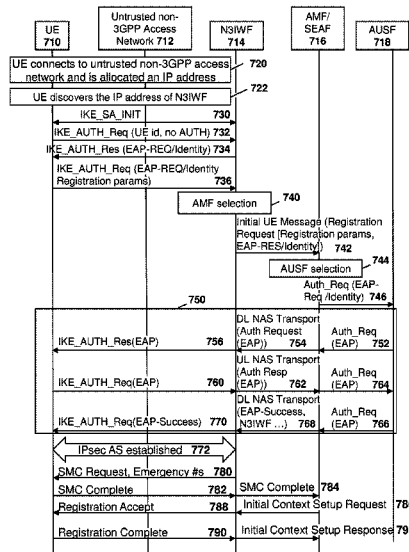 UE
710
Untrusted non-
3GPP Access
Network 712
N3IWF
714
AMF/
SEAF
716
AUSF
718
UE connects to untrusted non-3GPP access
network and is allocated an IP address
720
UE discovers the IP address of N3IWF
722
IKE_SA_INIT 730
IKE_AUTH_Req (UE id, no AUTH) 732
IKE_AUTH_Res (EAP-REQ/Identity) 734
IKE_AUTH_Req (EAP-REQ/Identity
Registration params) 736
AMF selection
740
Initial UE Message (Registration
Request [Registration params,
EAP-RES/Identity]) 742
AUSF selection
744
Auth_Req (EAP-
Req /Identity) 746
750
DL NAS Transport
(Auth Request
(EAP)) 754
Auth_Req
(EAP) 752
IKE_AUTH_Res(EAP) 756
IKE_AUTH_Req(EAP) 760
UL NAS Transport
(Auth Resp
(EAP)) 762
Auth_Req
(EAP) 764
DL NAS Transport
(EAP-Success,
N3IWF ...) 768
Auth_Req
(EAP) 766
IKE_AUTH_Req(EAP-Success) 770
IPsec AS established 772
SMC Request, Emergency #s 780
SMC Complete 782
SMC Complete 784
Initial Context Setup Request
Registration Accept 788
Registration Complete 790
Initial Context Setup Response